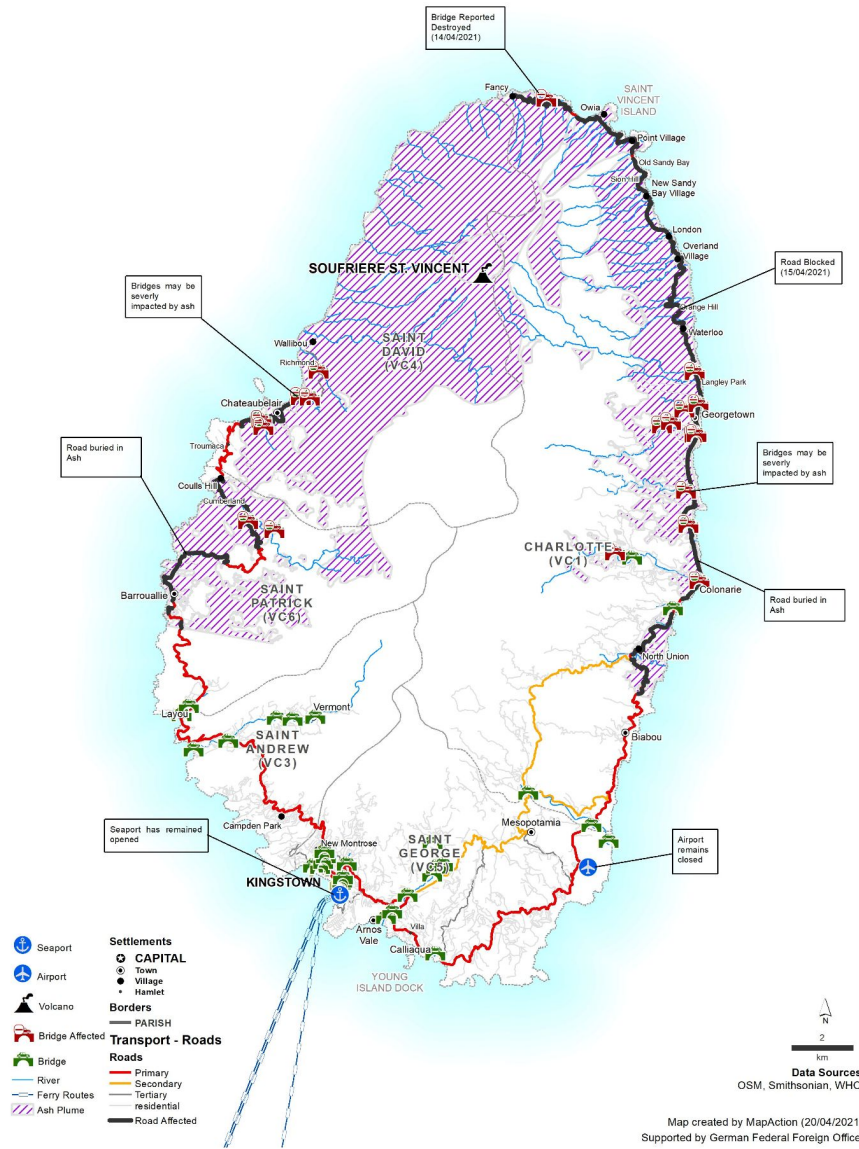 Bridge Reported
Destroyed
(14/04/2021)
Fancy
SAINT
VINCENT
ISLAND
Owia
Point Village
Old Sandy Bay
Sion Hill
New Sandy
Bay Village
London
Overland
Village
SOUFRIERE ST. VINCENT
Road Blocked
(15/04/2021)
Bridges may be
severly
impacted by ash
Orange Hill
Waterloo
Wallibou
SAINT
DAVID
(VC4)
Richmond
Langley Park
Chateaubelair
Georgetown
Road buried in
Ash
Troumaca
Bridges may be
severly
impacted by ash
Coulls Hill
Cumberland
CHARLOTTE
(VC1)
SAINT
PATRICK
(VC6)
Barrouallie
Colonarie
Road buried in
Ash
North Union
Layou
Vermont
SAINT
ANDREW
(VC3)
Biabou
Seaport has remained
opened
Campden Park
Mesopotamia
New Montrose
SAINT
GEORGE
(VC5)
Airport
remains
closed
KINGSTOWN
Arnos
Vale
Villa
Calliaqua
YOUNG
ISLAND DOCK
Seaport
Airport
Volcano
Bridge Affected
Bridge
River
Ferry Routes
Ash Plume
Settlements
CAPITAL
Town
Village
Hamlet
Borders
PARISH
Transport - Roads
Roads
Primary
Secondary
Tertiary
residential
Road Affected
N
2
km
Data Sources
OSM, Smithsonian, WHO
Map created by MapAction (20/04/2021
Supported by German Federal Foreign Office